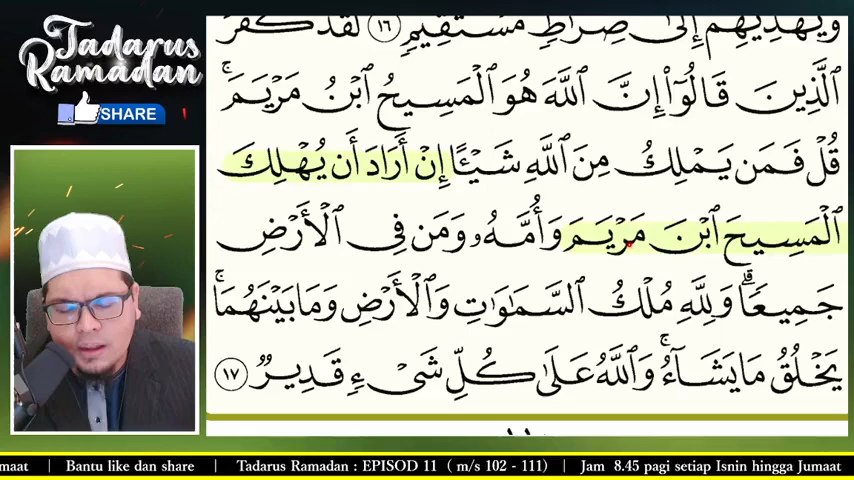 Tadarus
Ramadan
SHARE
وَيَهْدِيهِمْ إِلَىٰ صِرَاطٍ مُّسْتَقِيمٍ ١٦ لَّقَدْ كَفَرَ
ٱلَّذِينَ قَالُوٓا۟ إِنَّ ٱللَّهَ هُوَ ٱلْمَسِيحُ ٱبْنُ مَرْيَمَ ۚ
قُلْ فَمَن يَمْلِكُ مِنَ ٱللَّهِ شَيْـًٔا إِنْ أَرَادَ أَن يُهْلِكَ
ٱلْمَسِيحَ ٱبْنَ مَرْيَمَ وَأُمَّهُۥ وَمَن فِى ٱلْأَرْضِ
جَمِيعًا ۗ وَلِلَّهِ مُلْكُ ٱلسَّمَـٰوَٰتِ وَٱلْأَرْضِ وَمَا بَيْنَهُمَا ۚ
يَخْلُقُ مَا يَشَآءُ ۚ وَٱللَّهُ عَلَىٰ كُلِّ شَىْءٍ قَدِيرٌ ١٧
maat | Bantu like dan share | Tadarus Ramadan : EPISOD 11 ( m/s 102 - 111) | Jam 8.45 pagi setiap Isnin hingga Jumaat